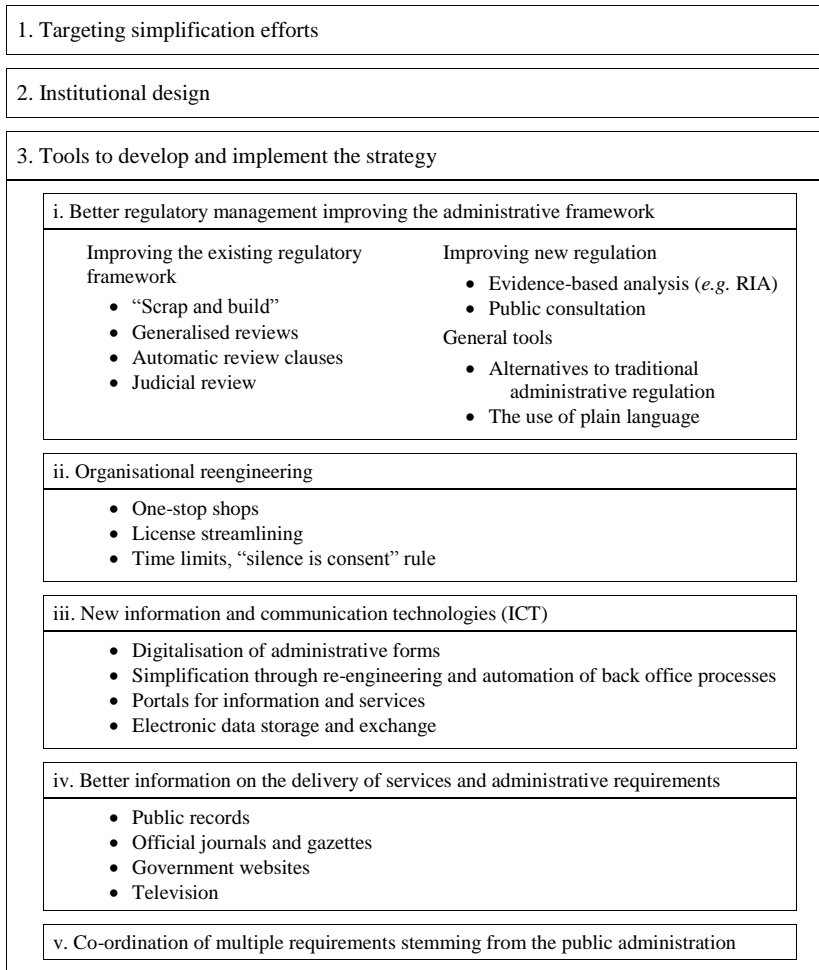 1. Targeting simplification efforts
2. Institutional design
3. Tools to develop and implement the strategy
i. Better regulatory management improving the administrative framework
Improving the existing regulatory
framework
• “Scrap and build”
• Generalised reviews
• Automatic review clauses
• Judicial review
Improving new regulation
• Evidence-based analysis (e.g. RIA)
• Public consultation
General tools
• Alternatives to traditional
administrative regulation
• The use of plain language
ii. Organisational reengineering
• One-stop shops
• License streamlining
• Time limits, “silence is consent” rule
iii. New information and communication technologies (ICT)
• Digitalisation of administrative forms
• Simplification through re-engineering and automation of back office processes
• Portals for information and services
• Electronic data storage and exchange
iv. Better information on the delivery of services and administrative requirements
• Public records
• Official journals and gazettes
• Government websites
• Television
v. Co-ordination of multiple requirements stemming from the public administration